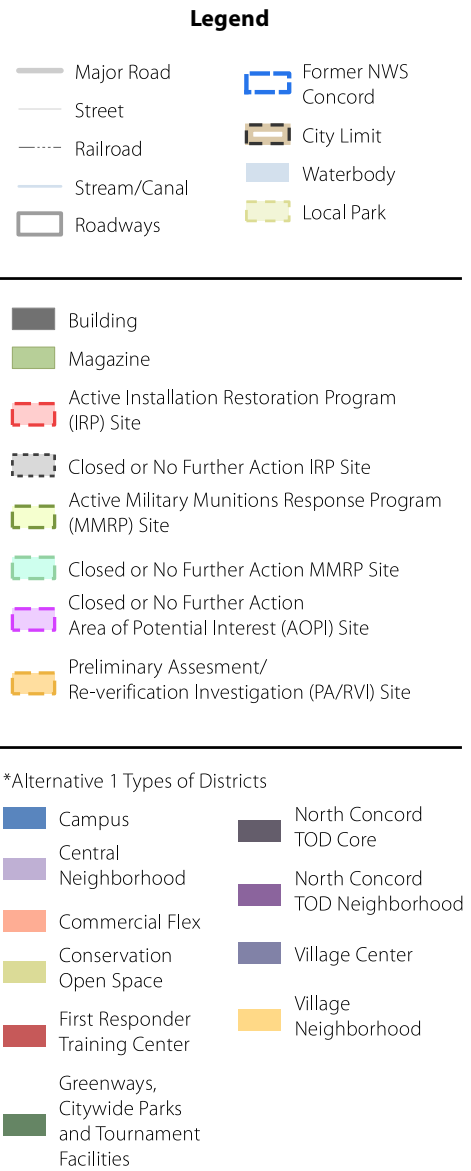 Legend
Major Road
Street
Railroad
Stream/Canal
Roadways
Former NWS
Concord
City Limit
Waterbody
Local Park
Building
Magazine
Active Installation Restoration Program
(IRP) Site
Closed or No Further Action IRP Site
Active Military Munitions Response Program
(MMRP) Site
Closed or No Further Action MMRP Site
Closed or No Further Action
Area of Potential Interest (AOPI) Site
Preliminary Assesment/
Re-verification Investigation (PA/RVI) Site
*Alternative 1 Types of Districts
Campus
Central
Neighborhood
Commercial Flex
Conservation
Open Space
First Responder
Training Center
Greenways,
Citywide Parks
and Tournament
Facilities
North Concord
TOD Core
North Concord
TOD Neighborhood
Village Center
Village
Neighborhood